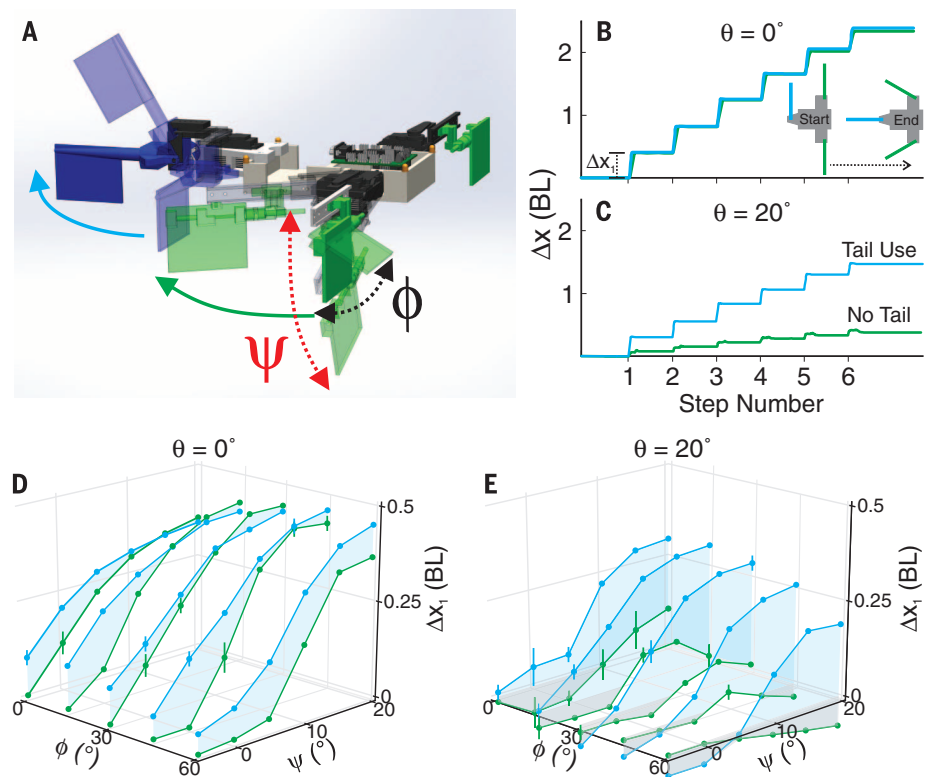 A
ψ
ϕ
B
θ = 0°
2
1
Δx₁
Start
End
Δx (BL)
C
θ = 20°
2
1
Tail Use
No Tail
1 2 3 4 5 6
Step Number
D
θ = 0°
0.5
0.25
0
Δx₁ (BL)
0
30
60
ϕ (°)
0
10
20
ψ (°)
E
θ = 20°
0.5
0.25
0
Δx₁ (BL)
0
30
60
ϕ (°)
0
10
20
ψ (°)